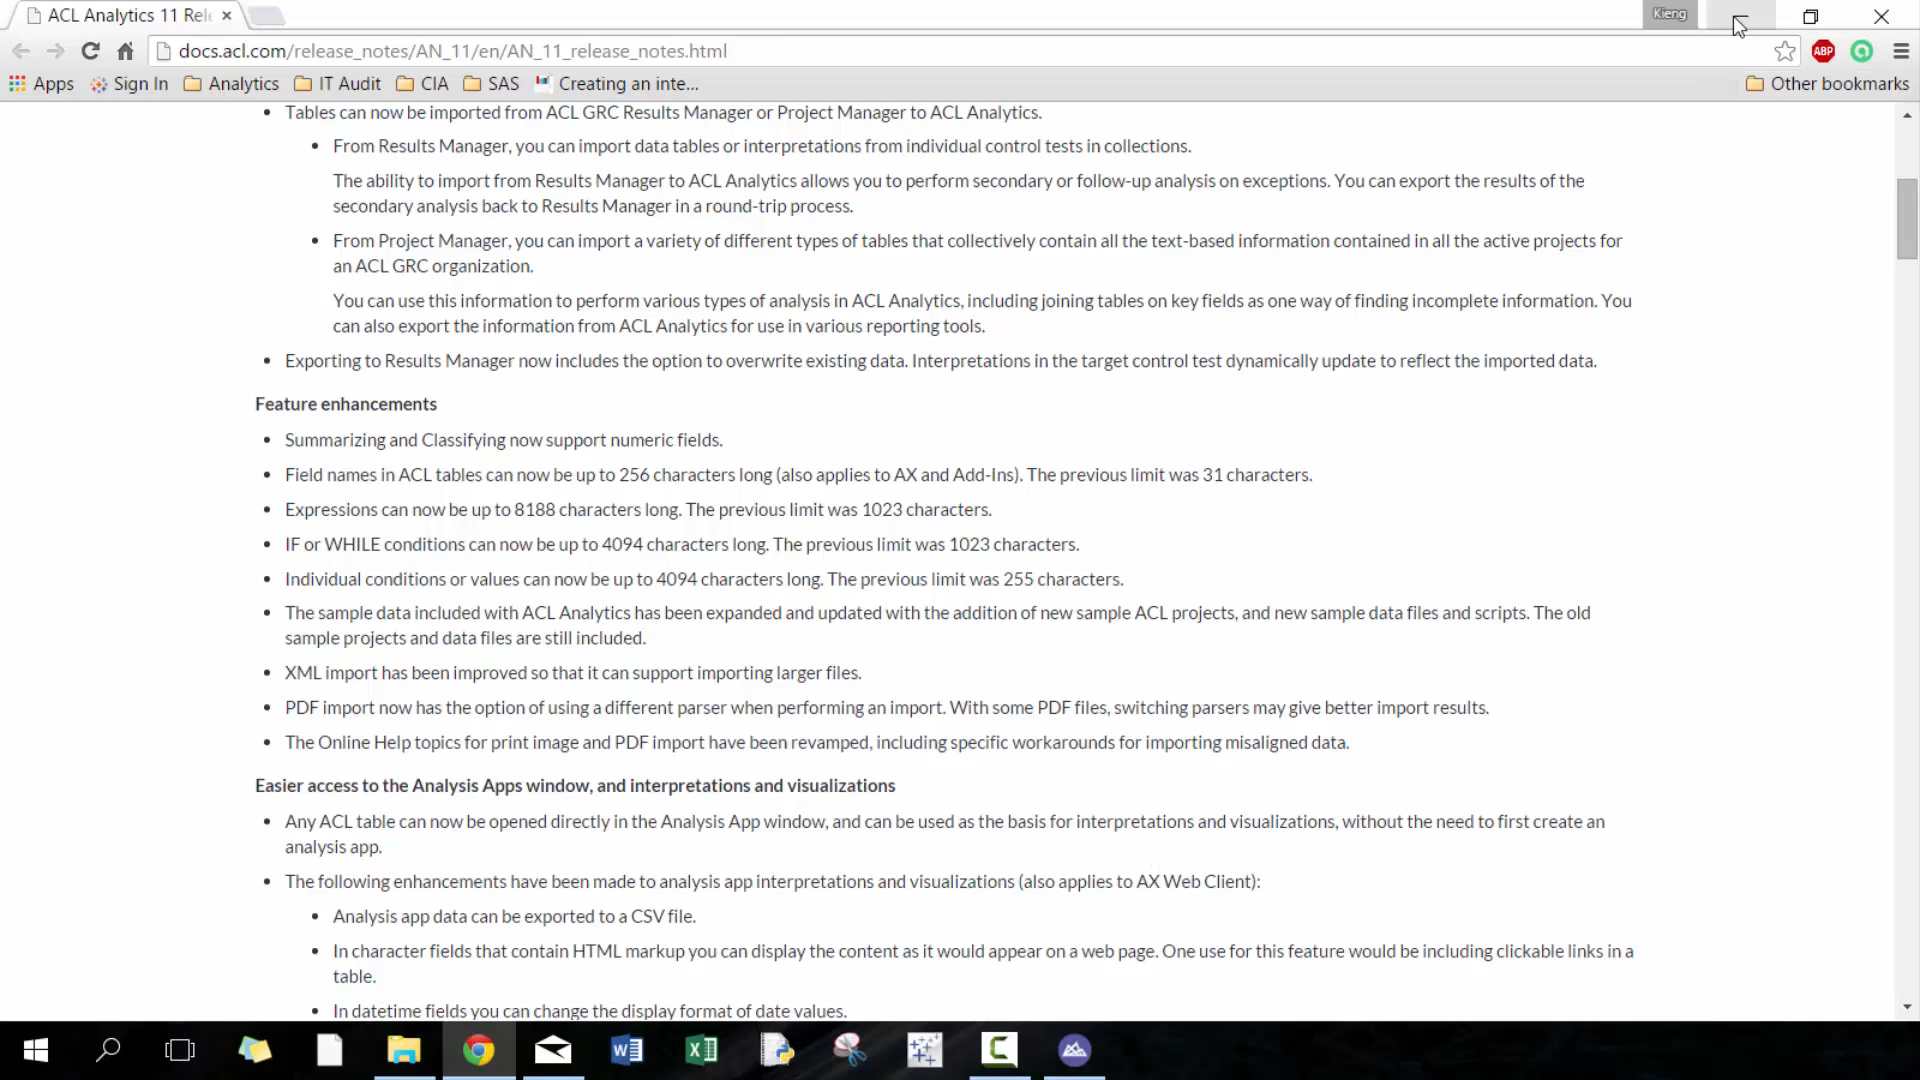 ACL Analytics 11 Rel
Kieng
docs.acl.com/release_notes/AN_11/en/AN_11_release_notes.html
ABP
Apps Sign In Analytics IT Audit CIA SAS Creating an inte... Other bookmarks
• Tables can now be imported from ACL GRC Results Manager or Project Manager to ACL Analytics.
• From Results Manager, you can import data tables or interpretations from individual control tests in collections.
The ability to import from Results Manager to ACL Analytics allows you to perform secondary or follow-up analysis on exceptions. You can export the results of the
secondary analysis back to Results Manager in a round-trip process.
• From Project Manager, you can import a variety of different types of tables that collectively contain all the text-based information contained in all the active projects for
an ACL GRC organization.
You can use this information to perform various types of analysis in ACL Analytics, including joining tables on key fields as one way of finding incomplete information. You
can also export the information from ACL Analytics for use in various reporting tools.
• Exporting to Results Manager now includes the option to overwrite existing data. Interpretations in the target control test dynamically update to reflect the imported data.
Feature enhancements
• Summarizing and Classifying now support numeric fields.
• Field names in ACL tables can now be up to 256 characters long (also applies to AX and Add-Ins). The previous limit was 31 characters.
• Expressions can now be up to 8188 characters long. The previous limit was 1023 characters.
• IF or WHILE conditions can now be up to 4094 characters long. The previous limit was 1023 characters.
• Individual conditions or values can now be up to 4094 characters long. The previous limit was 255 characters.
• The sample data included with ACL Analytics has been expanded and updated with the addition of new sample ACL projects, and new sample data files and scripts. The old
sample projects and data files are still included.
• XML import has been improved so that it can support importing larger files.
• PDF import now has the option of using a different parser when performing an import. With some PDF files, switching parsers may give better import results.
• The Online Help topics for print image and PDF import have been revamped, including specific workarounds for importing misaligned data.
Easier access to the Analysis Apps window, and interpretations and visualizations
• Any ACL table can now be opened directly in the Analysis App window, and can be used as the basis for interpretations and visualizations, without the need to first create an
analysis app.
• The following enhancements have been made to analysis app interpretations and visualizations (also applies to AX Web Client):
• Analysis app data can be exported to a CSV file.
• In character fields that contain HTML markup you can display the content as it would appear on a web page. One use for this feature would be including clickable links in a
table.
• In datetime fields you can change the display format of date values.